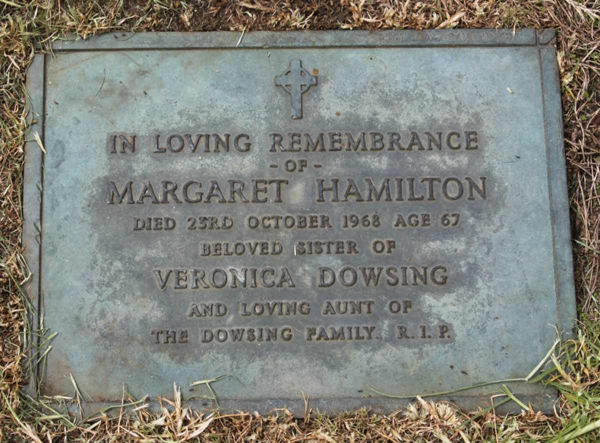 IN LOVING REMEMBRANCE
- OF -
MARGARET HAMILTON
DIED 23RD OCTOBER 1968 AGE 67
BELOVED SISTER OF
VERONICA DOWSING
AND LOVING AUNT OF
THE DOWSING FAMILY. R.I.P.